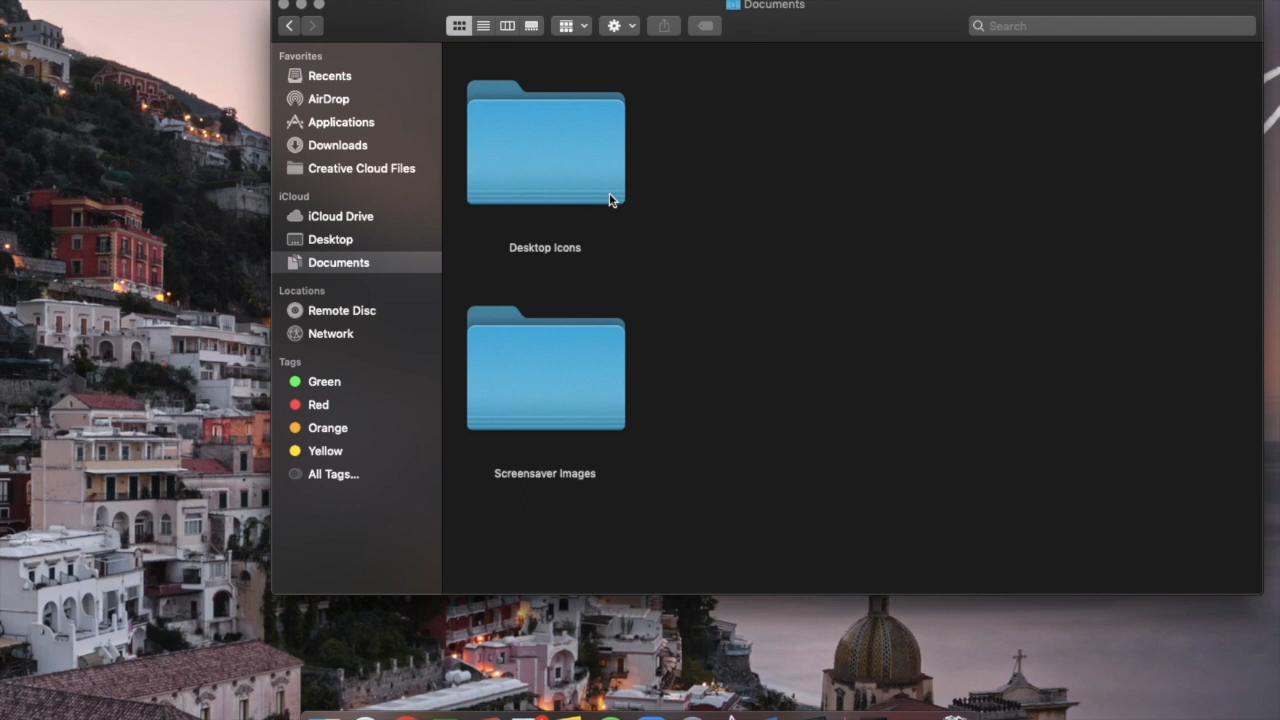 Documents
Search
Favorites
Recents
AirDrop
Applications
Downloads
Creative Cloud Files
iCloud
iCloud Drive
Desktop
Documents
Locations
Remote Disc
Network
Tags
Green
Red
Orange
Yellow
All Tags...
Desktop Icons
Screensaver Images